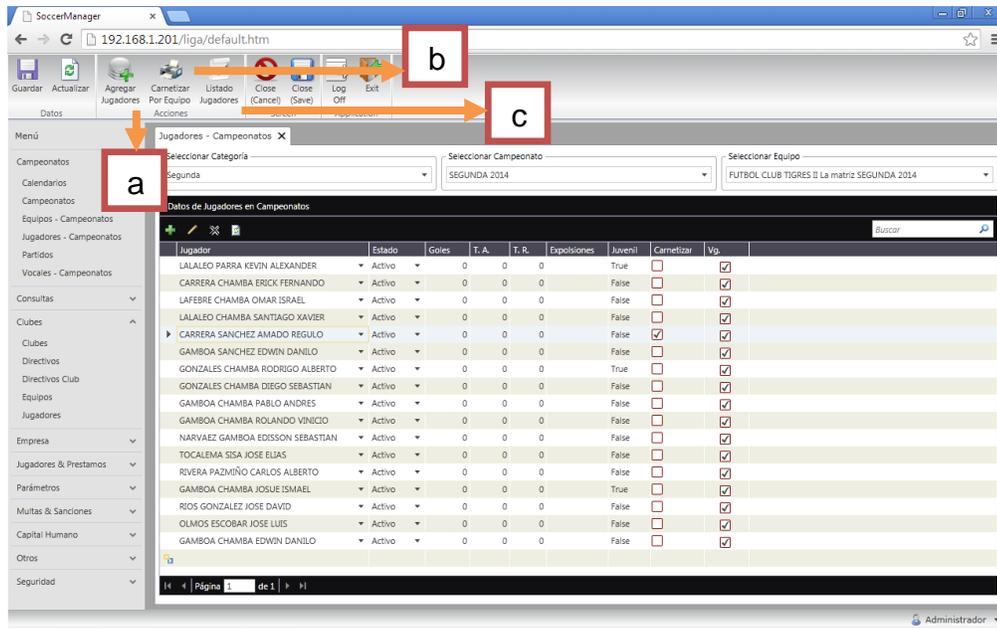 SoccerManager
192.168.1.201/liga/default.htm
b
Guardar Actualizar Agregar Jugadores Carnetizar Por Equipo Listado Jugadores Close (Cancel) Close (Save) Log Off Exit
Datos Acciones
c
Menú
Jugadores - Campeonatos
a
Seleccionar Categoría Seleccionar Campeonato Seleccionar Equipo
Segunda SEGUNDA 2014 FUTBOL CLUB TIGRES II La matriz SEGUNDA 2014
Campeonatos
Calendarios
Campeonatos
Equipos - Campeonatos
Jugadores - Campeonatos
Partidos
Vocales - Campeonatos
Consultas
Clubes
Clubes
Directivos
Directivos Club
Equipos
Jugadores
Empresa
Jugadores & Prestamos
Parámetros
Multas & Sanciones
Capital Humano
Otros
Seguridad
Datos de Jugadores en Campeonatos
Buscar
Jugador Estado Goles T. A. T. R. Expolsiones Juvenil Carnetizar Vg.
LALALEO PARRA KEVIN ALEXANDER Activo 0 0 0 True
CARRERA CHAMBA ERICK FERNANDO Activo 0 0 0 False
LAFEBRE CHAMBA OMAR ISRAEL Activo 0 0 0 False
LALALEO CHAMBA SANTIAGO XAVIER Activo 0 0 0 False
CARRERA SANCHEZ AMADO REGULO Activo 0 0 0 False
GAMBOA SANCHEZ EDWIN DANILO Activo 0 0 0 False
GONZALES CHAMBA RODRIGO ALBERTO Activo 0 0 0 True
GONZALES CHAMBA DIEGO SEBASTIAN Activo 0 0 0 False
GAMBOA CHAMBA PABLO ANDRES Activo 0 0 0 False
GAMBOA CHAMBA ROLANDO VINICIO Activo 0 0 0 False
NARVAEZ GAMBOA EDISSON SEBASTIAN Activo 0 0 0 False
TOCALEMA SISA JOSE ELIAS Activo 0 0 0 False
RIVERA PAZMIÑO CARLOS ALBERTO Activo 0 0 0 False
GAMBOA CHAMBA JOSUE ISMAEL Activo 0 0 0 True
RIOS GONZALEZ JOSE DAVID Activo 0 0 0 False
OLMOS ESCOBAR JOSE LUIS Activo 0 0 0 False
GAMBOA CHAMBA EDWIN DANILO Activo 0 0 0 False
Página 1 de 1
Administrador